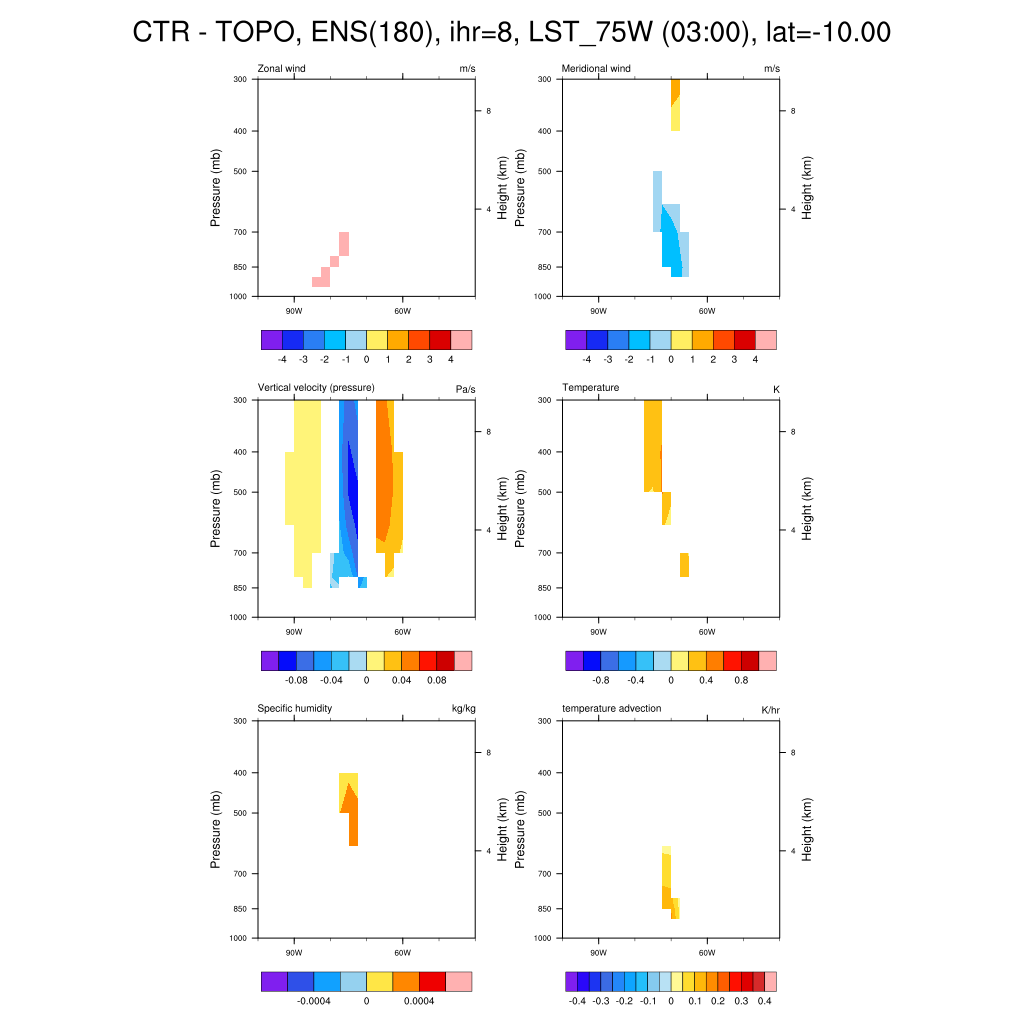 CTR - TOPO, ENS(180), ihr=8, LST_75W (03:00), lat=-10.00
Zonal wind m/s
Pressure (mb)
Height (km)
300
400
500
700
850
1000
8
4
90W 60W
-4 -3 -2 -1 0 1 2 3 4
Meridional wind m/s
Pressure (mb)
Height (km)
300
400
500
700
850
1000
8
4
90W 60W
-4 -3 -2 -1 0 1 2 3 4
Vertical velocity (pressure) Pa/s
Pressure (mb)
Height (km)
300
400
500
700
850
1000
8
4
90W 60W
-0.08 -0.04 0 0.04 0.08
Temperature K
Pressure (mb)
Height (km)
300
400
500
700
850
1000
8
4
90W 60W
-0.8 -0.4 0 0.4 0.8
Specific humidity kg/kg
Pressure (mb)
Height (km)
300
400
500
700
850
1000
8
4
90W 60W
-0.0004 0 0.0004
temperature advection K/hr
Pressure (mb)
Height (km)
300
400
500
700
850
1000
8
4
90W 60W
-0.4 -0.3 -0.2 -0.1 0 0.1 0.2 0.3 0.4